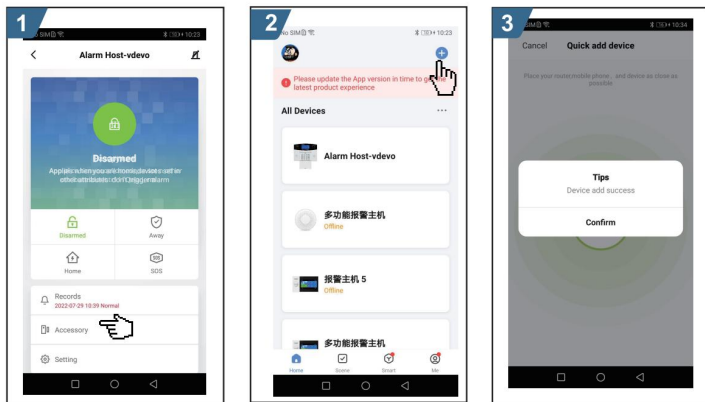 1
No SIM 10:23
Alarm Host-vdevo
Disarmed
Disarmed
Away
Home
SOS
Records
2022-07-29 10:39 Normal
Accessory
Setting
2
No SIM 10:23
Please update the App version in time to get the
latest product experience
All Devices
Alarm Host-vdevo
多功能报警主机
Offline
报警主机 5
Offline
多功能报警主机
Home
Scene
Smart
Me
3
SIM 10:34
Cancel Quick add device
Place your router,mobile phone, and device as close as
possible
Tips
Device add success
Confirm